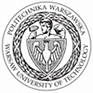 POLITECHNIKA WARSZAWSKA
WARSAW UNIVERSITY OF TECHNOLOGY